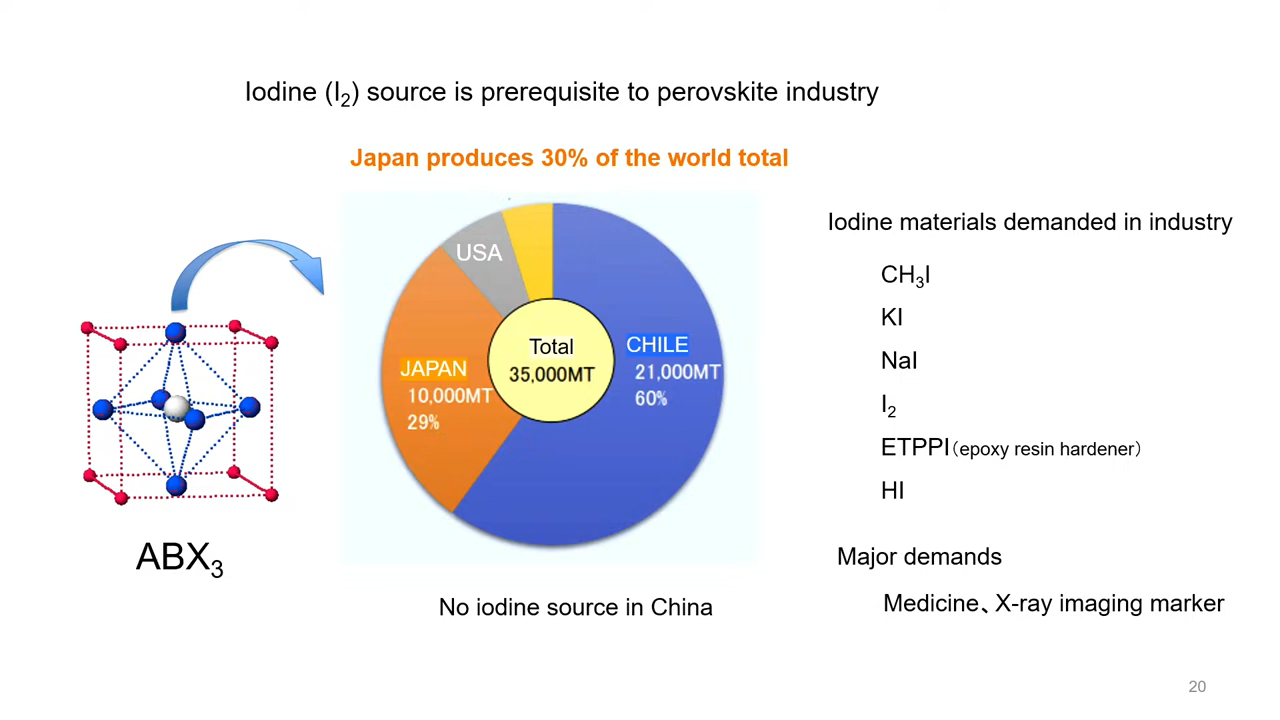 Iodine (I₂) source is prerequisite to perovskite industry
Japan produces 30% of the world total
USA
Total
35,000MT
CHILE
21,000MT
60%
JAPAN
10,000MT
29%
ABX₃
No iodine source in China
Iodine materials demanded in industry
CH₃I
KI
NaI
I₂
ETPPI（epoxy resin hardener）
HI
Major demands
Medicine、X-ray imaging marker
20